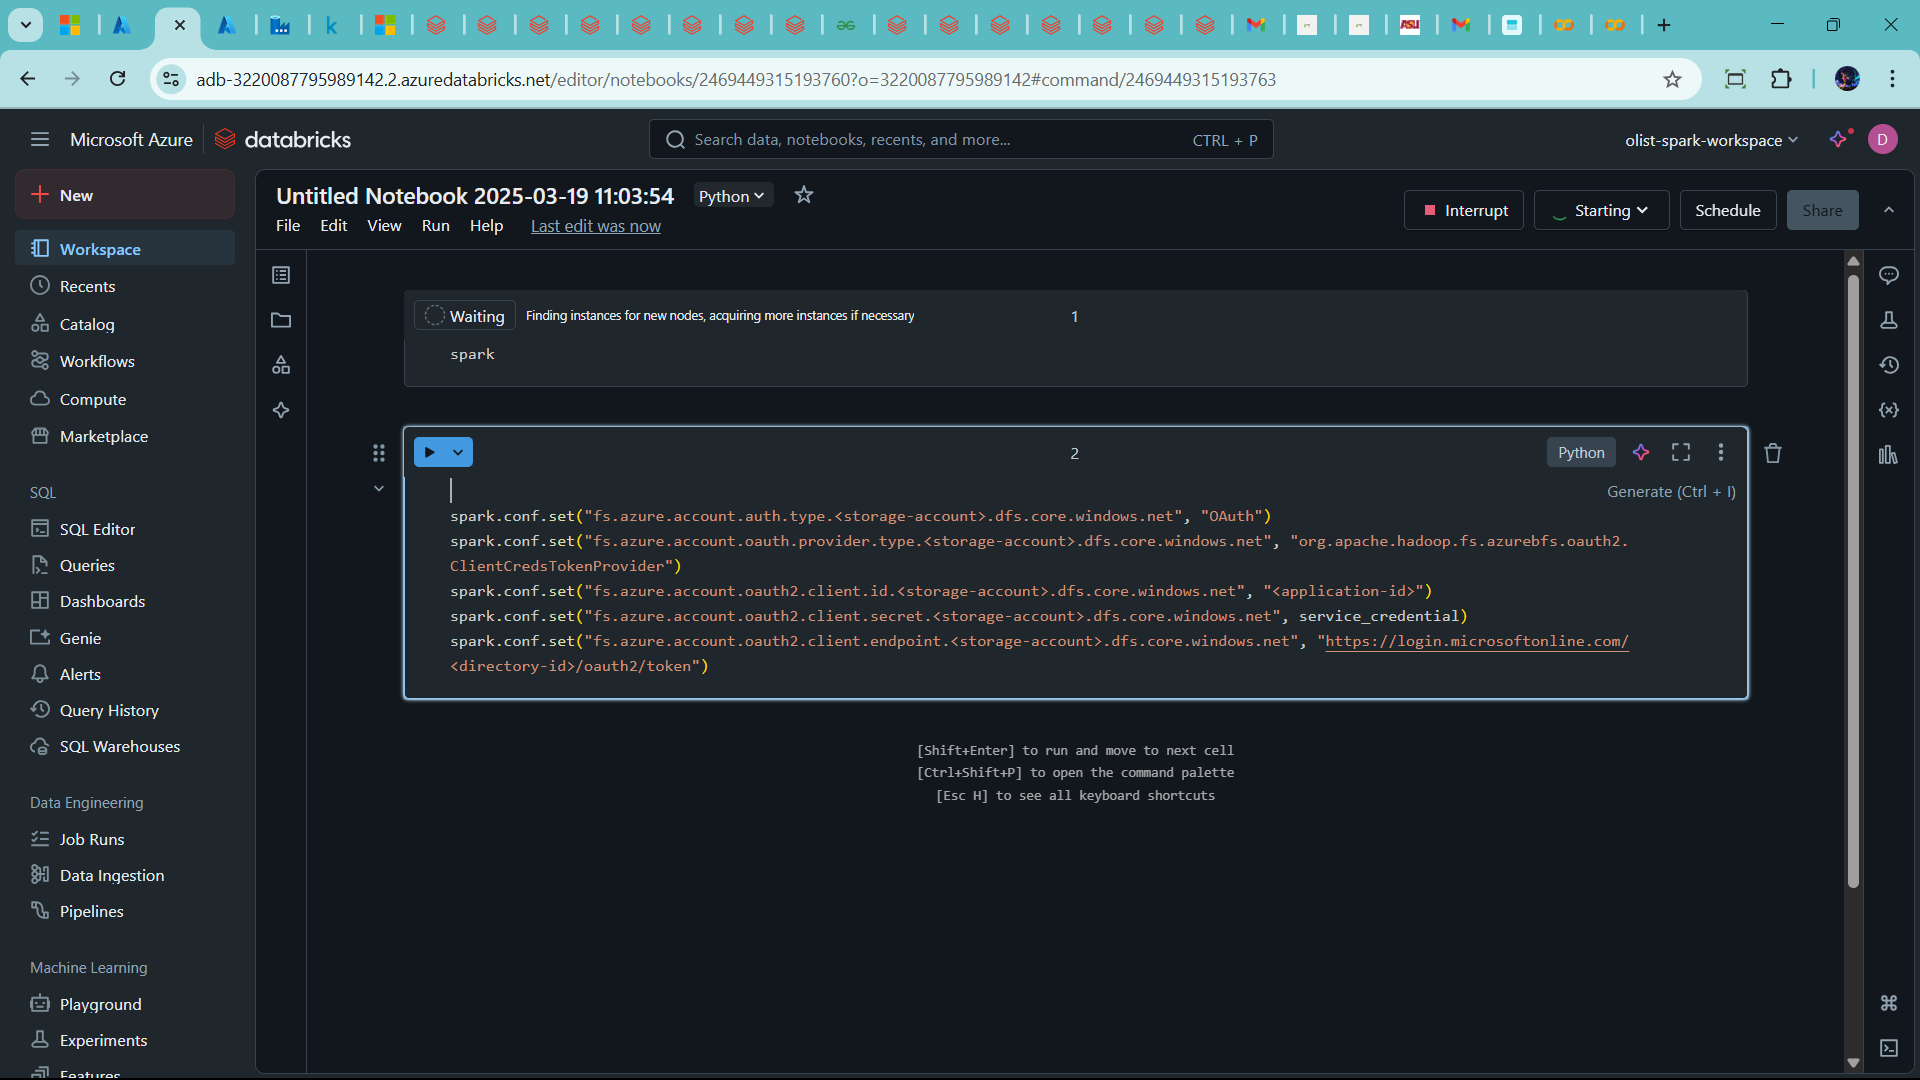 adb-3220087795989142.2.azuredatabricks.net/editor/notebooks/2469449315193760?o=3220087795989142#command/2469449315193763
Microsoft Azure
databricks
Search data, notebooks, recents, and more...
CTRL + P
olist-spark-workspace
D
New
Workspace
Recents
Catalog
Workflows
Compute
Marketplace
SQL
SQL Editor
Queries
Dashboards
Genie
Alerts
Query History
SQL Warehouses
Data Engineering
Job Runs
Data Ingestion
Pipelines
Machine Learning
Playground
Experiments
Features
Untitled Notebook 2025-03-19 11:03:54
Python
File Edit View Run Help Last edit was now
Interrupt
Starting
Schedule
Share
Waiting
Finding instances for new nodes, acquiring more instances if necessary
1
spark
2
Python
Generate (Ctrl + I)
spark.conf.set("fs.azure.account.auth.type.<storage-account>.dfs.core.windows.net", "OAuth")
spark.conf.set("fs.azure.account.oauth.provider.type.<storage-account>.dfs.core.windows.net", "org.apache.hadoop.fs.azurebfs.oauth2.
ClientCredsTokenProvider")
spark.conf.set("fs.azure.account.oauth2.client.id.<storage-account>.dfs.core.windows.net", "<application-id>")
spark.conf.set("fs.azure.account.oauth2.client.secret.<storage-account>.dfs.core.windows.net", service_credential)
spark.conf.set("fs.azure.account.oauth2.client.endpoint.<storage-account>.dfs.core.windows.net", "https://login.microsoftonline.com/
<directory-id>/oauth2/token")
[Shift+Enter] to run and move to next cell
[Ctrl+Shift+P] to open the command palette
[Esc H] to see all keyboard shortcuts